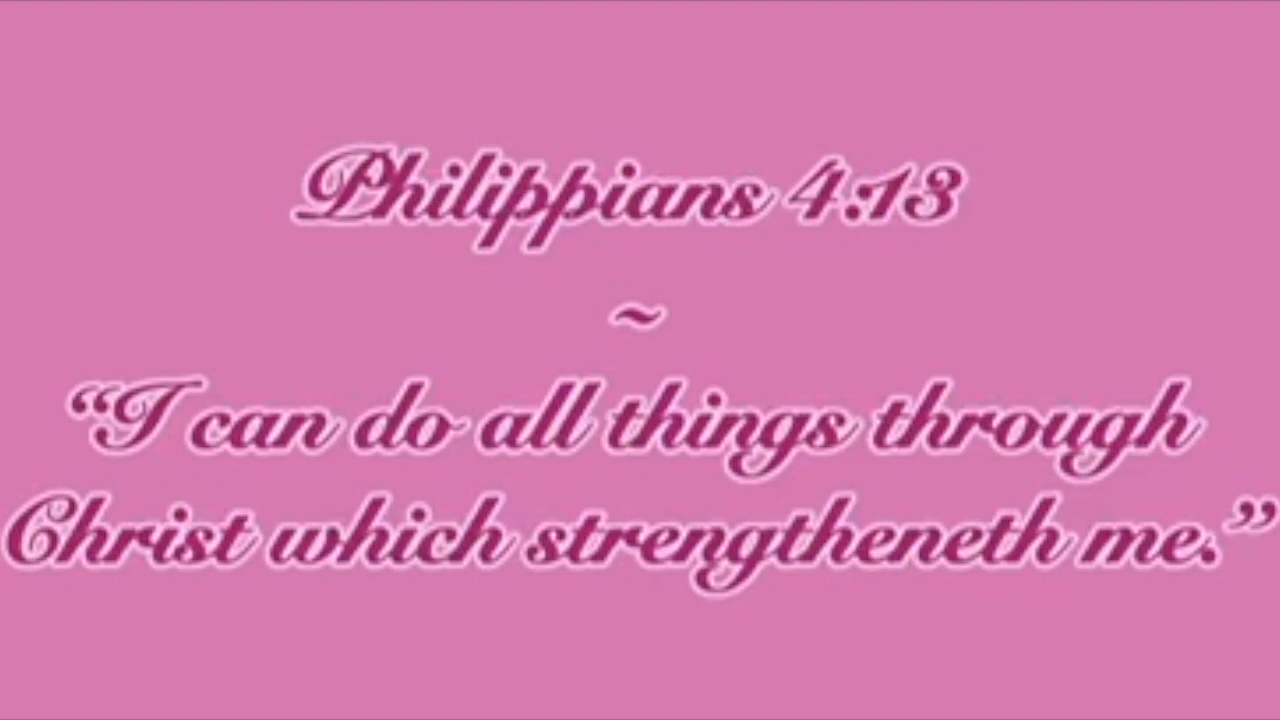 Philippians 4:13
~
“I can do all things through
Christ which strengtheneth me.”